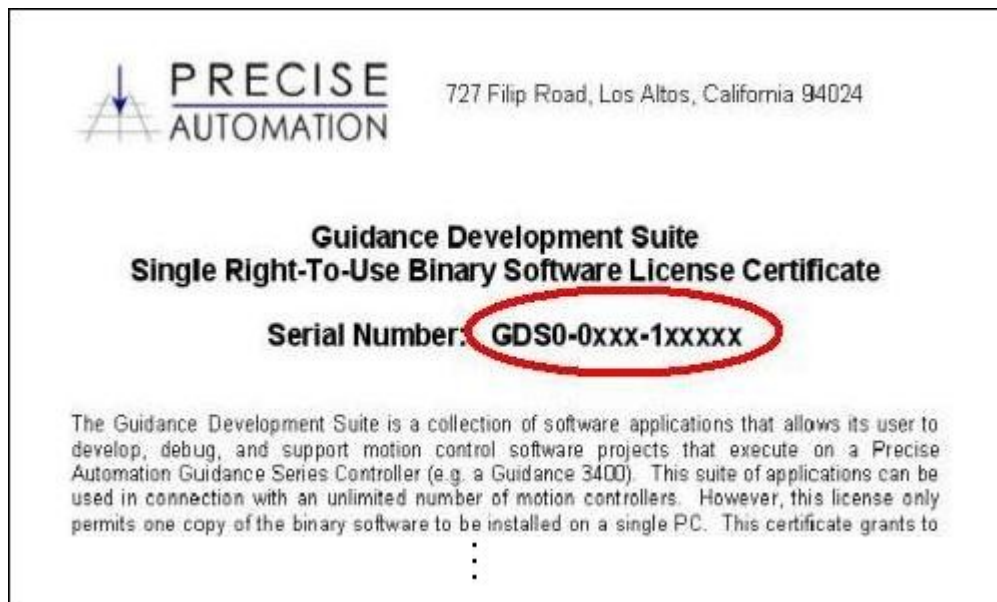 PRECISE
AUTOMATION
727 Filip Road, Los Altos, California 94024
Guidance Development Suite
Single Right-To-Use Binary Software License Certificate
Serial Number: GDS0-0xxx-1xxxxx
The Guidance Development Suite is a collection of software applications that allows its user to
develop, debug, and support motion control software projects that execute on a Precise
Automation Guidance Series Controller (e.g. a Guidance 3400). This suite of applications can be
used in connection with an unlimited number of motion controllers. However, this license only
permits one copy of the binary software to be installed on a single PC. This certificate grants to